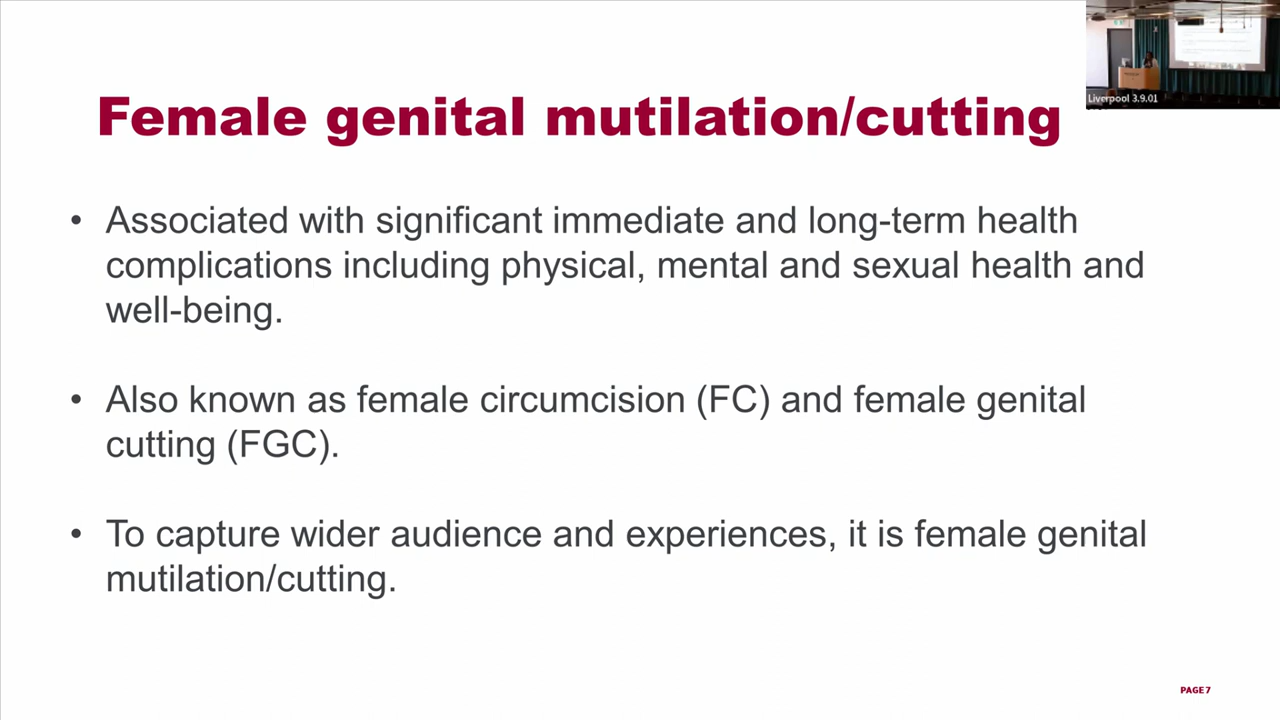 Liverpool 3.9.01
Female genital mutilation/cutting
• Associated with significant immediate and long-term health
complications including physical, mental and sexual health and
well-being.
• Also known as female circumcision (FC) and female genital
cutting (FGC).
• To capture wider audience and experiences, it is female genital
mutilation/cutting.
PAGE 7